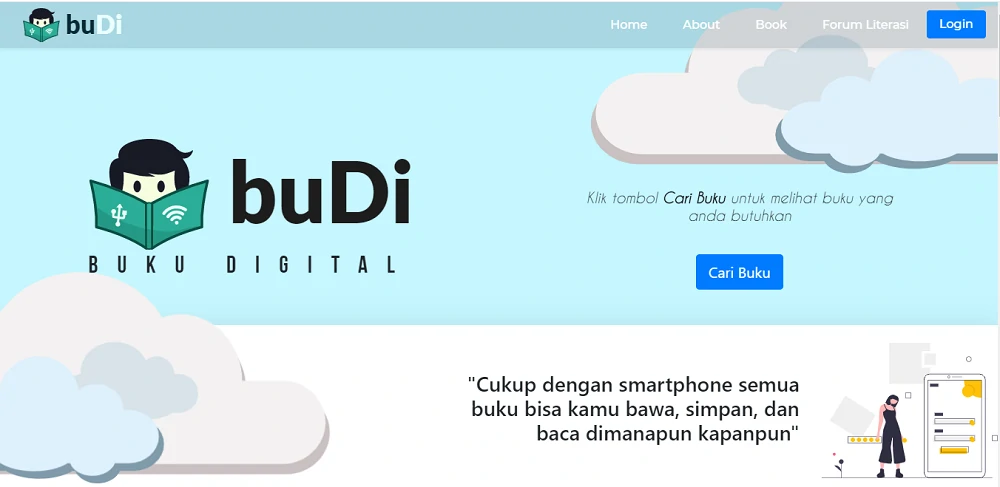 buDi
Home
About
Book
Forum Literasi
Login
buDi
BUKU DIGITAL
Klik tombol Cari Buku untuk melihat buku yang
anda butuhkan
Cari Buku
"Cukup dengan smartphone semua
buku bisa kamu bawa, simpan, dan
baca dimanapun kapanpun"